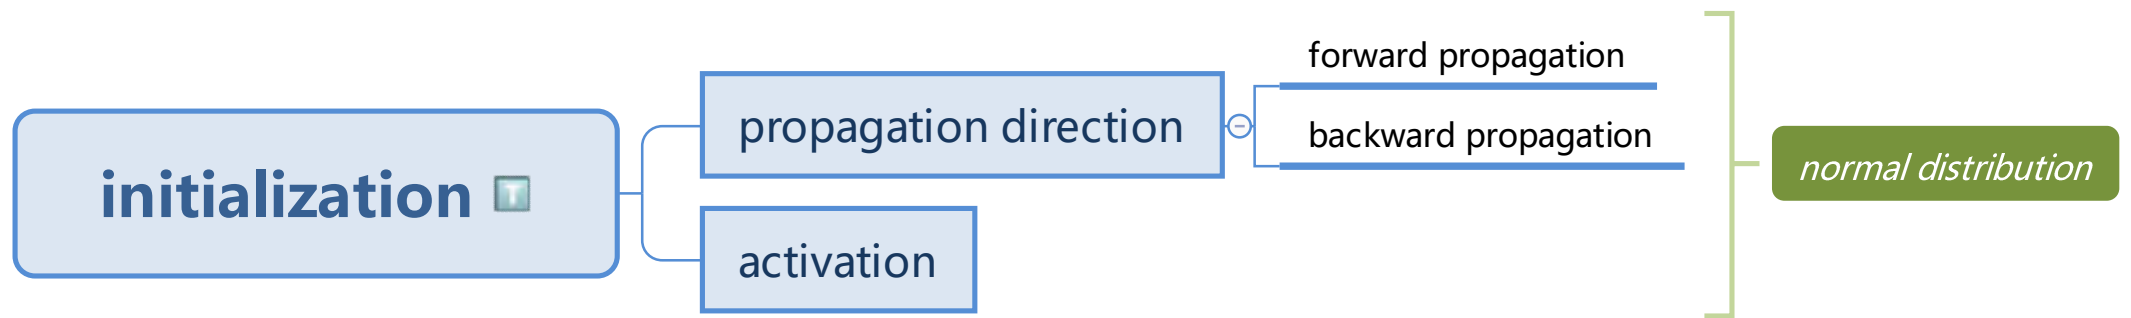 initialization
propagation direction
forward propagation
backward propagation
activation
normal distribution